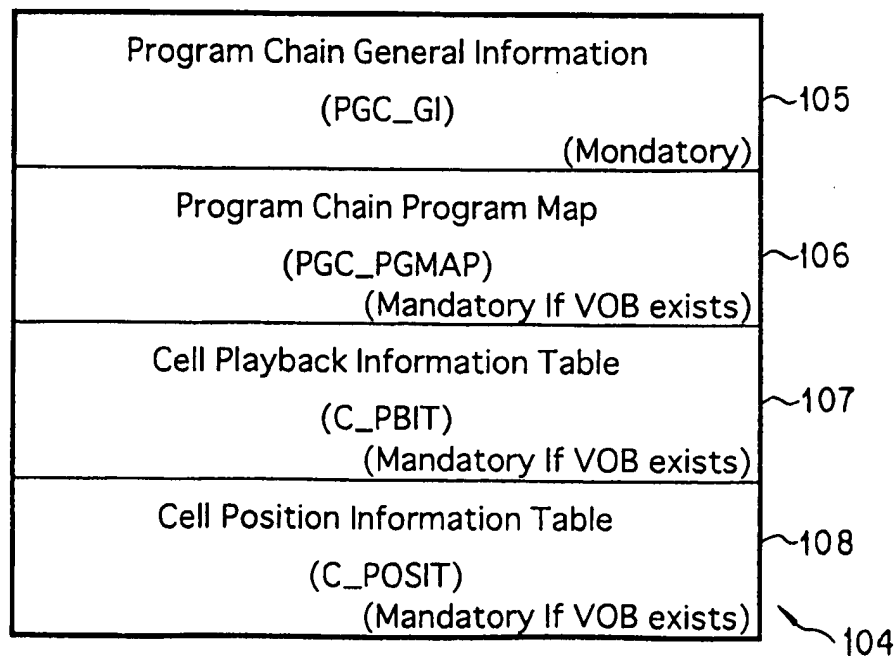 Program Chain General Information
(PGC_GI)
(Mondatory)
105
Program Chain Program Map
(PGC_PGMAP)
(Mandatory If VOB exists)
106
Cell Playback Information Table
(C_PBIT)
(Mandatory If VOB exists)
107
Cell Position Information Table
(C_POSIT)
(Mandatory If VOB exists)
108
104